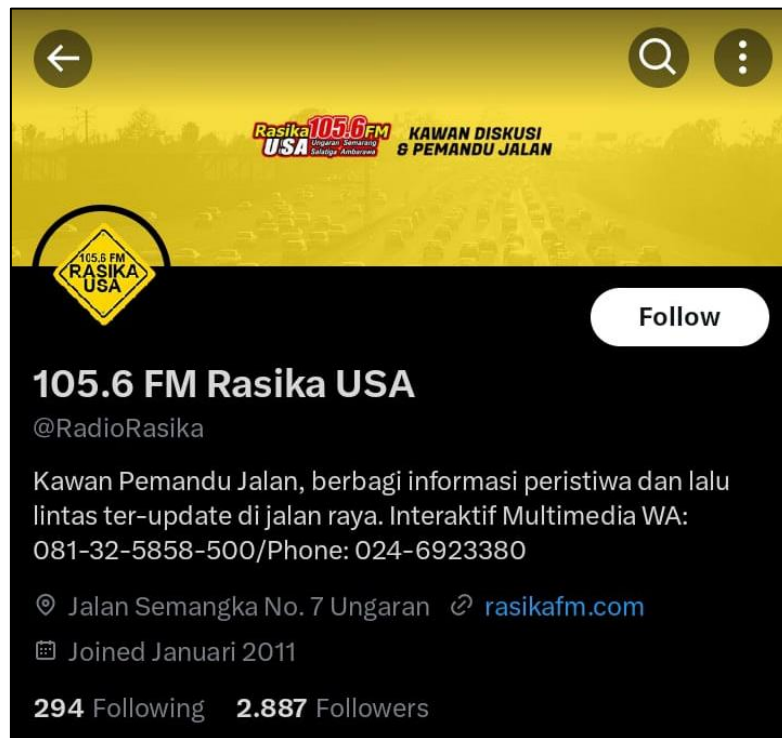 Rasika 105.6 FM
USA Ungaran Semarang
Salatiga Ambarawa
KAWAN DISKUSI
& PEMANDU JALAN
105.6 FM
RASIKA
USA
Follow
105.6 FM Rasika USA
@RadioRasika
Kawan Pemandu Jalan, berbagi informasi peristiwa dan lalu
lintas ter-update di jalan raya. Interaktif Multimedia WA:
081-32-5858-500/Phone: 024-6923380
Jalan Semangka No. 7 Ungaran rasikafm.com
Joined Januari 2011
294 Following 2.887 Followers